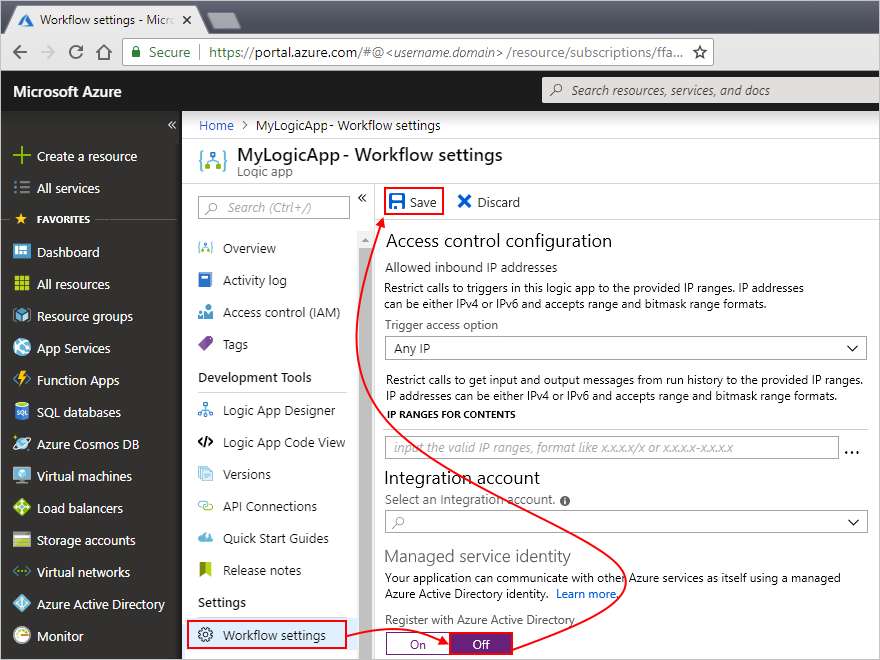 Workflow settings - Micr
Secure
https://portal.azure.com/#@<username.domain>/resource/subscriptions/ffa...
Microsoft Azure
Search resources, services, and docs
Create a resource
All services
FAVORITES
Dashboard
All resources
Resource groups
App Services
Function Apps
SQL databases
Azure Cosmos DB
Virtual machines
Load balancers
Storage accounts
Virtual networks
Azure Active Directory
Monitor
Home > MyLogicApp - Workflow settings
MyLogicApp - Workflow settings
Logic app
Search (Ctrl+/)
Overview
Activity log
Access control (IAM)
Tags
Development Tools
Logic App Designer
Logic App Code View
Versions
API Connections
Quick Start Guides
Release notes
Settings
Workflow settings
Save
Discard
Access control configuration
Allowed inbound IP addresses
Restrict calls to triggers in this logic app to the provided IP ranges. IP addresses
can be either IPv4 or IPv6 and accepts range and bitmask range formats.
Trigger access option
Any IP
Restrict calls to get input and output messages from run history to the provided IP ranges.
IP addresses can be either IPv4 or IPv6 and accepts range and bitmask range formats.
IP RANGES FOR CONTENTS
input the valid IP ranges, format like x.x.x.x/x or x.x.x.x-x.x.x.x
...
Integration account
Select an Integration account.
Managed service identity
Your application can communicate with other Azure services as itself using a managed
Azure Active Directory identity. Learn more.
Register with Azure Active Directory
On
Off